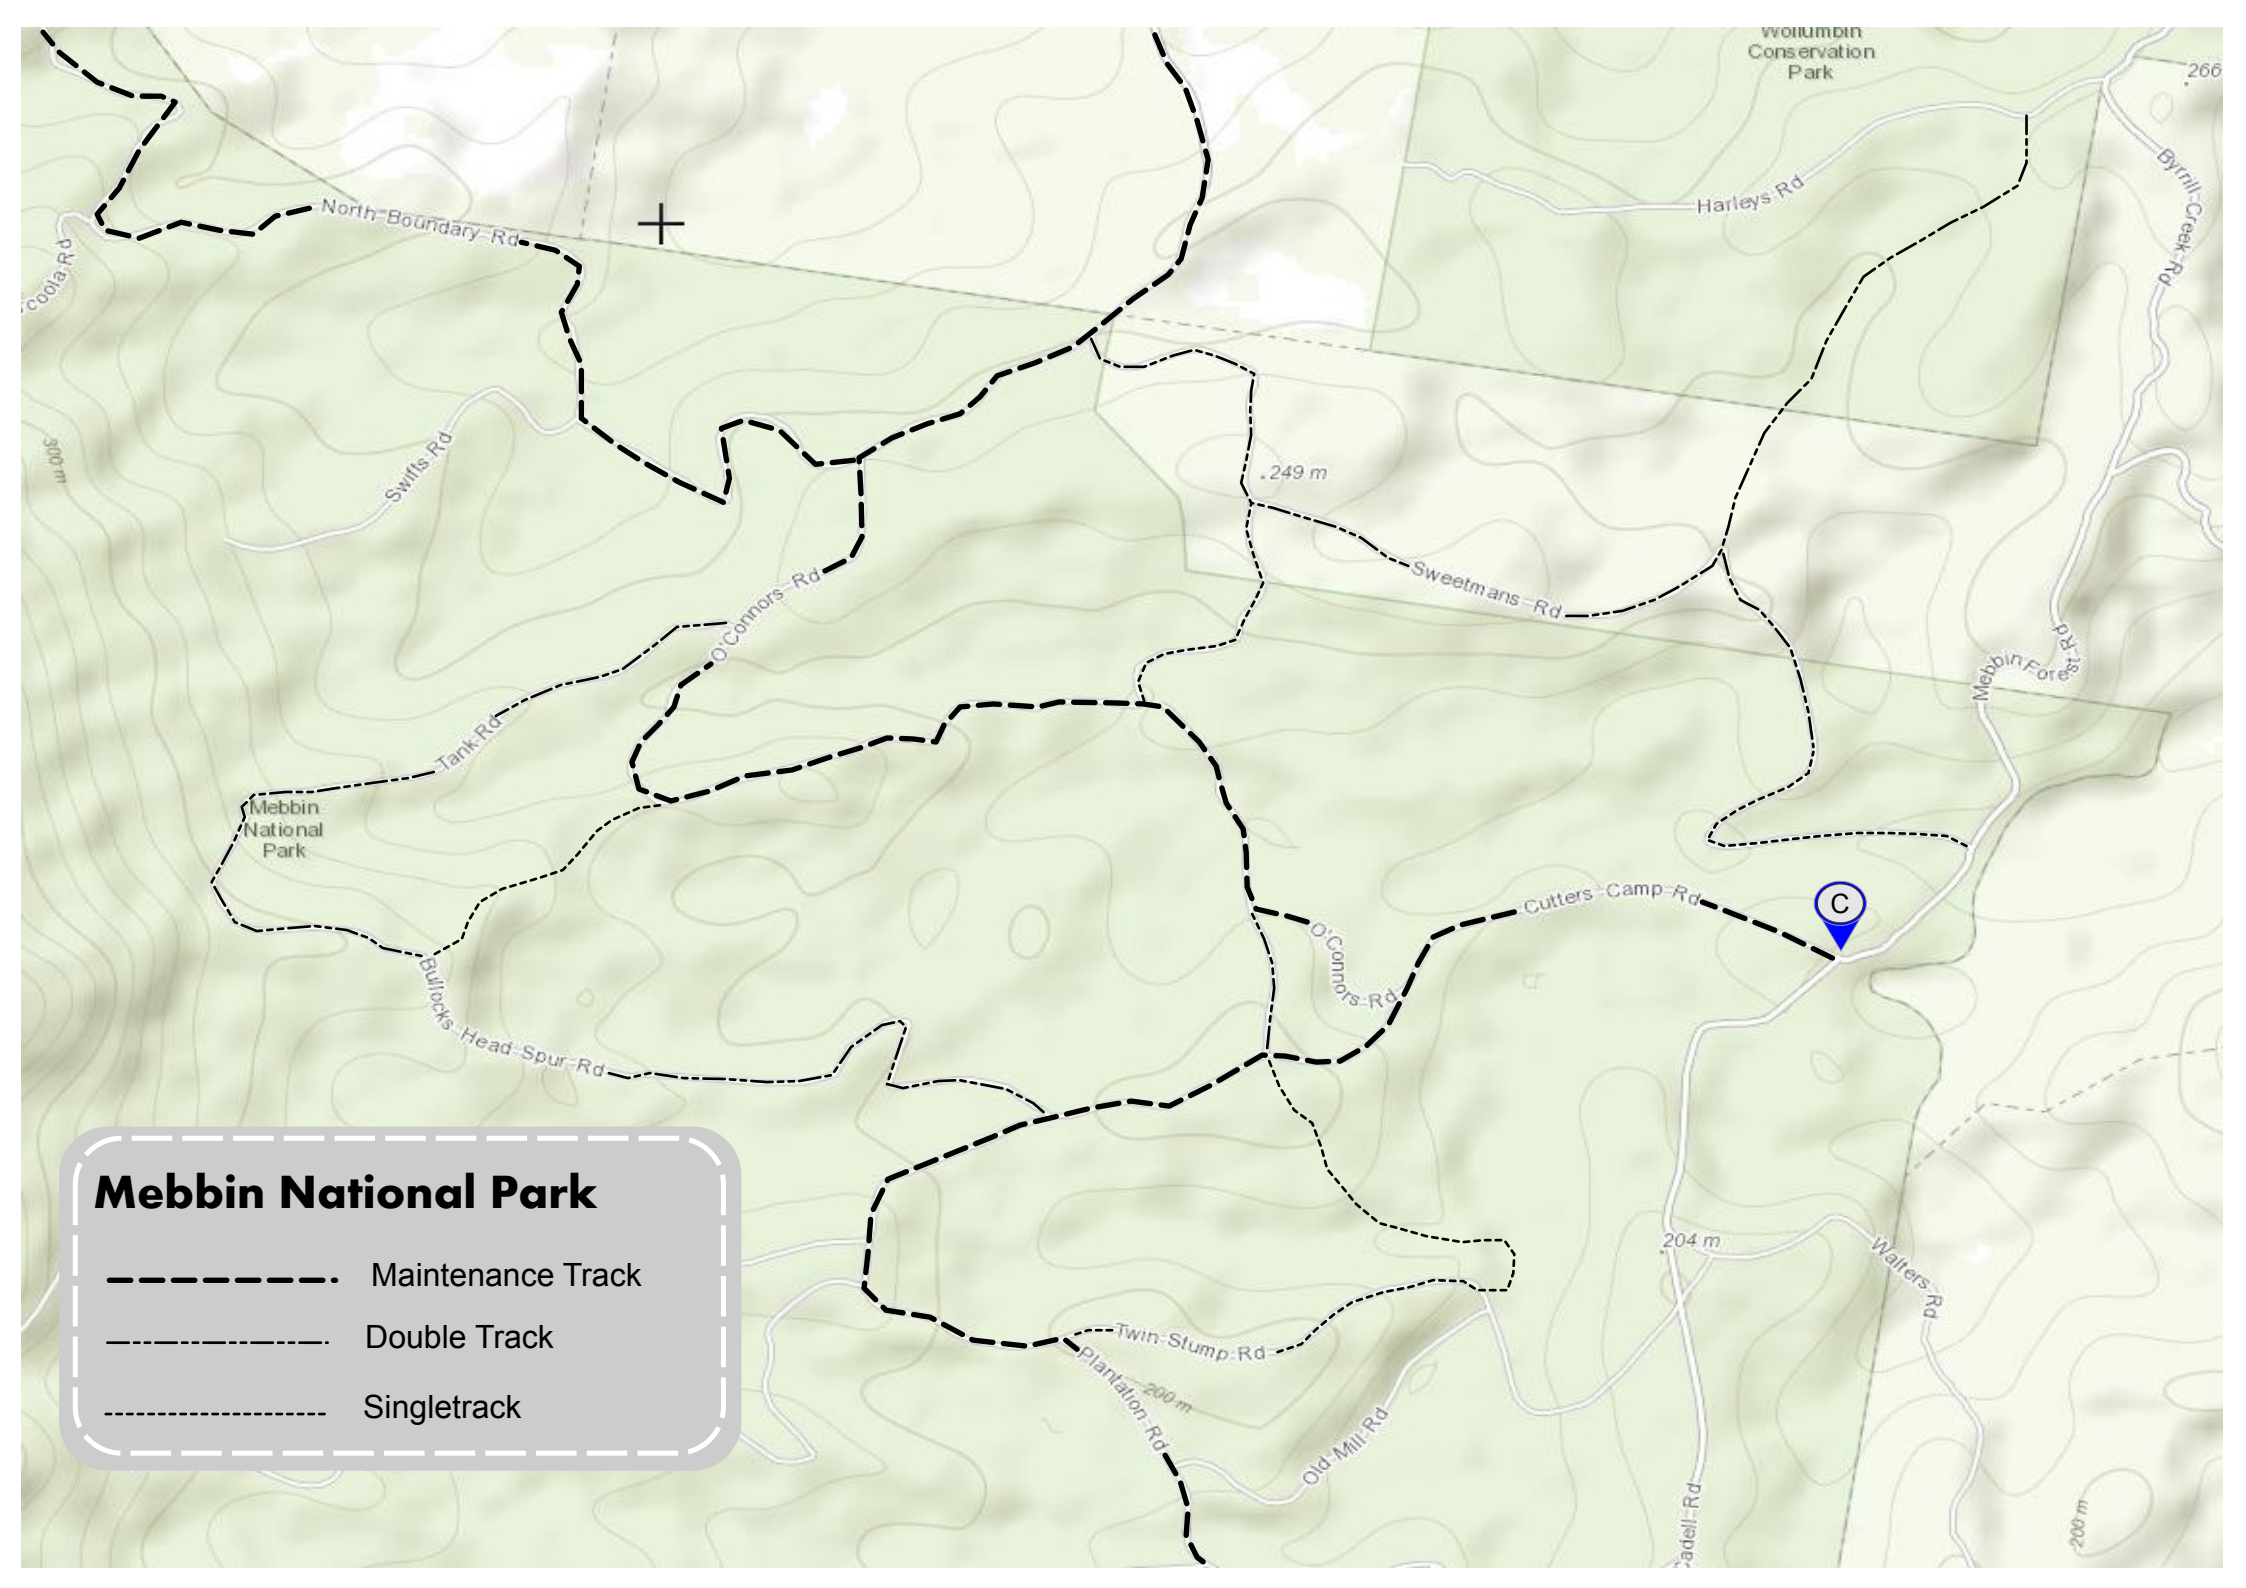 Wollumbin
Conservation
Park
266
Byrrill-Creek-Rd
Harleys Rd
North-Boundary-Rd
coola-Rd
300 m
Swifts-Rd
249 m
Sweetmans-Rd
O'Connors-Rd
Mebbin-Forest-Rd
Tank-Rd
Mebbin
National
Park
Cutters-Camp-Rd
C
O'Connors-Rd
Bullocks-Head-Spur-Rd
204 m
Walters-Rd
Twin-Stump-Rd
Plantation-Rd
200 m
Old-Mill-Rd
adell-Rd
200 m
Mebbin National Park
Maintenance Track
Double Track
Singletrack